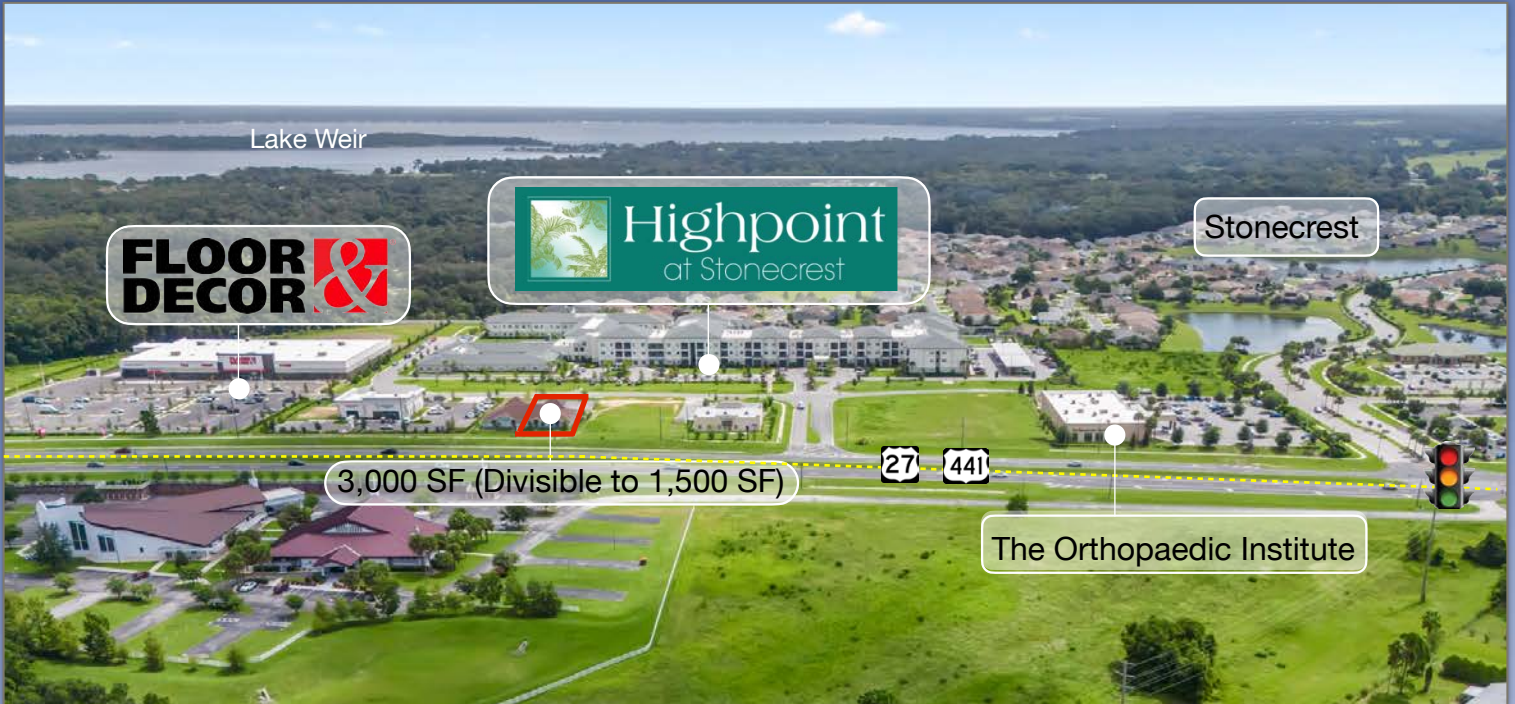 Lake Weir
Highpoint
at Stonecrest
Stonecrest
FLOOR &
DECOR
3,000 SF (Divisible to 1,500 SF)
27
441
The Orthopaedic Institute